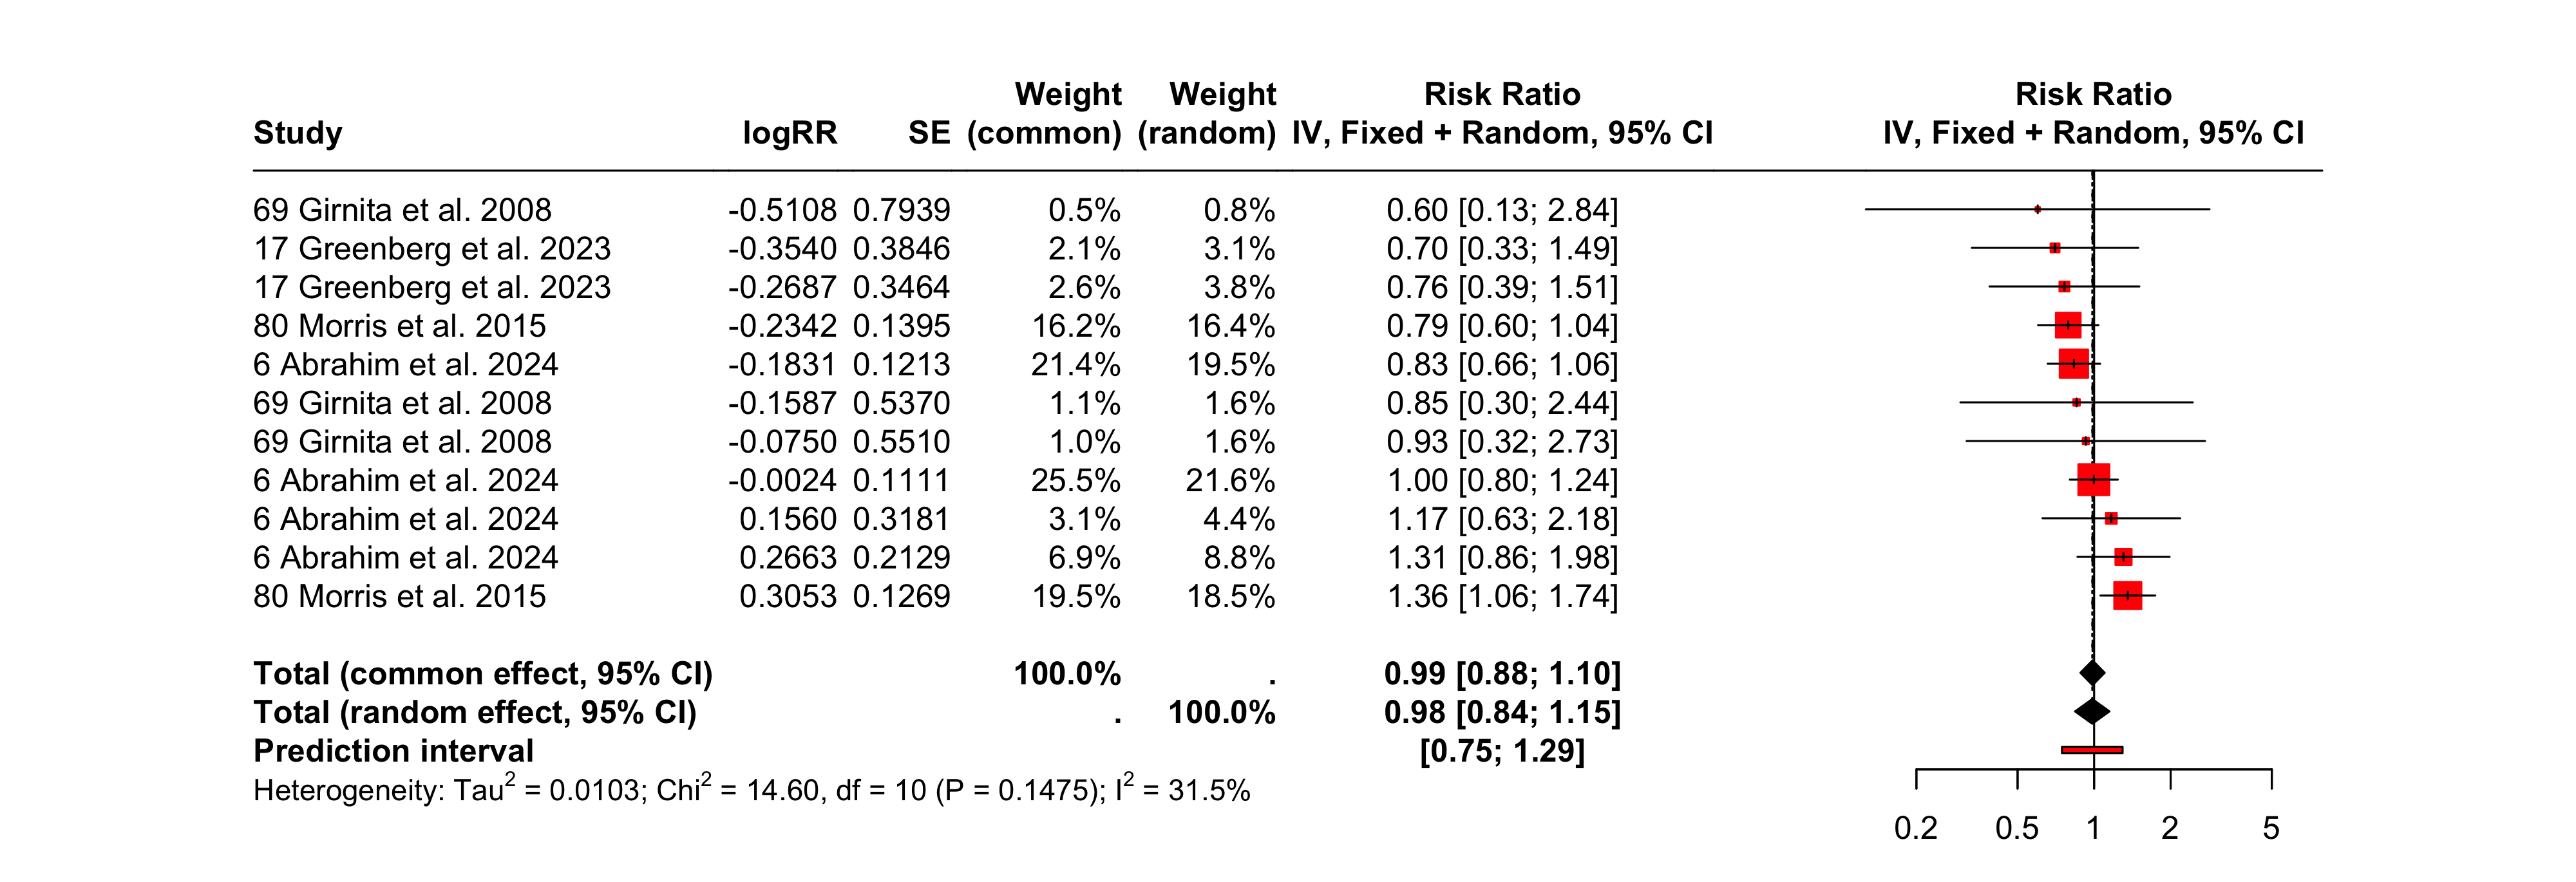 Weight Weight Risk Ratio Risk Ratio
Study logRR SE (common) (random) IV, Fixed + Random, 95% CI IV, Fixed + Random, 95% CI
69 Girnita et al. 2008 -0.5108 0.7939 0.5% 0.8% 0.60 [0.13; 2.84]
17 Greenberg et al. 2023 -0.3540 0.3846 2.1% 3.1% 0.70 [0.33; 1.49]
17 Greenberg et al. 2023 -0.2687 0.3464 2.6% 3.8% 0.76 [0.39; 1.51]
80 Morris et al. 2015 -0.2342 0.1395 16.2% 16.4% 0.79 [0.60; 1.04]
6 Abrahim et al. 2024 -0.1831 0.1213 21.4% 19.5% 0.83 [0.66; 1.06]
69 Girnita et al. 2008 -0.1587 0.5370 1.1% 1.6% 0.85 [0.30; 2.44]
69 Girnita et al. 2008 -0.0750 0.5510 1.0% 1.6% 0.93 [0.32; 2.73]
6 Abrahim et al. 2024 -0.0024 0.1111 25.5% 21.6% 1.00 [0.80; 1.24]
6 Abrahim et al. 2024 0.1560 0.3181 3.1% 4.4% 1.17 [0.63; 2.18]
6 Abrahim et al. 2024 0.2663 0.2129 6.9% 8.8% 1.31 [0.86; 1.98]
80 Morris et al. 2015 0.3053 0.1269 19.5% 18.5% 1.36 [1.06; 1.74]
Total (common effect, 95% CI) 100.0% . 0.99 [0.88; 1.10]
Total (random effect, 95% CI) . 100.0% 0.98 [0.84; 1.15]
Prediction interval [0.75; 1.29]
Heterogeneity: Tau² = 0.0103; Chi² = 14.60, df = 10 (P = 0.1475); I² = 31.5%
0.2 0.5 1 2 5